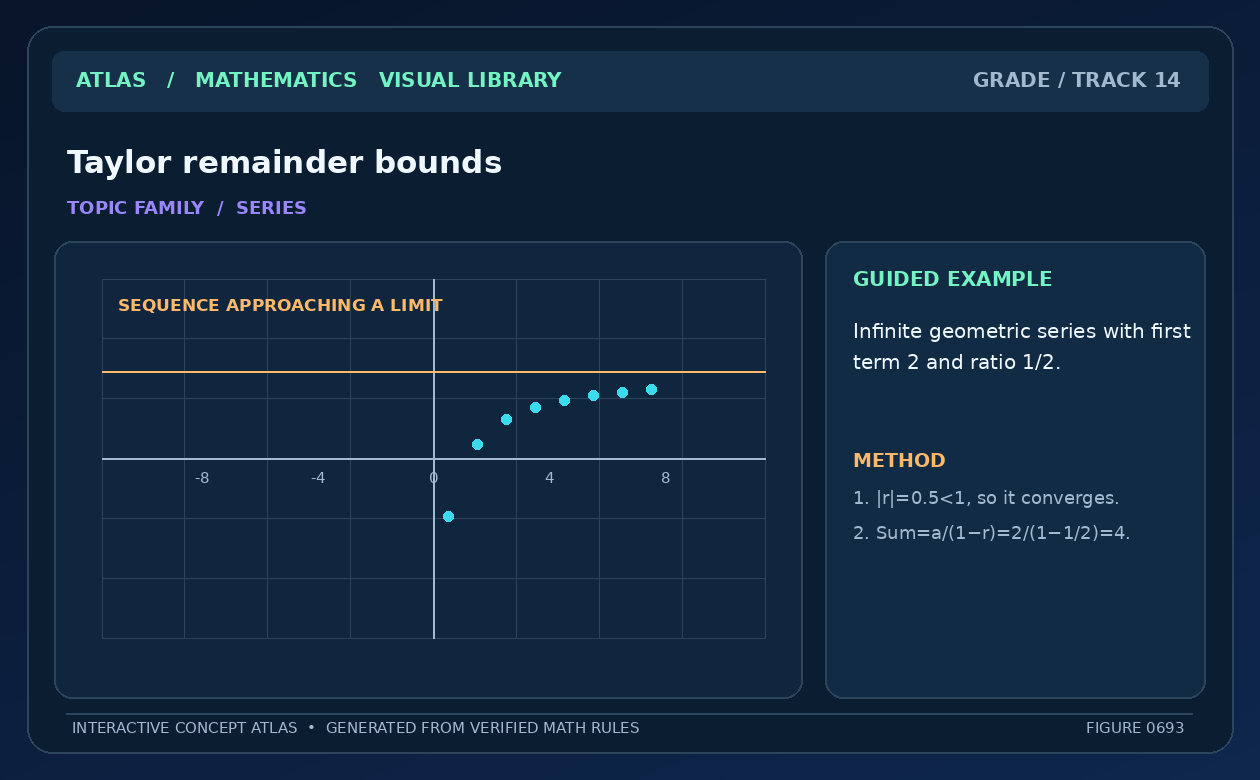 ATLAS / MATHEMATICS VISUAL LIBRARY
GRADE / TRACK 14
Taylor remainder bounds
TOPIC FAMILY / SERIES
SEQUENCE APPROACHING A LIMIT
-8 -4 0 4 8
GUIDED EXAMPLE
Infinite geometric series with first
term 2 and ratio 1/2.
METHOD
1. |r|=0.5<1, so it converges.
2. Sum=a/(1−r)=2/(1−1/2)=4.
INTERACTIVE CONCEPT ATLAS • GENERATED FROM VERIFIED MATH RULES
FIGURE 0693